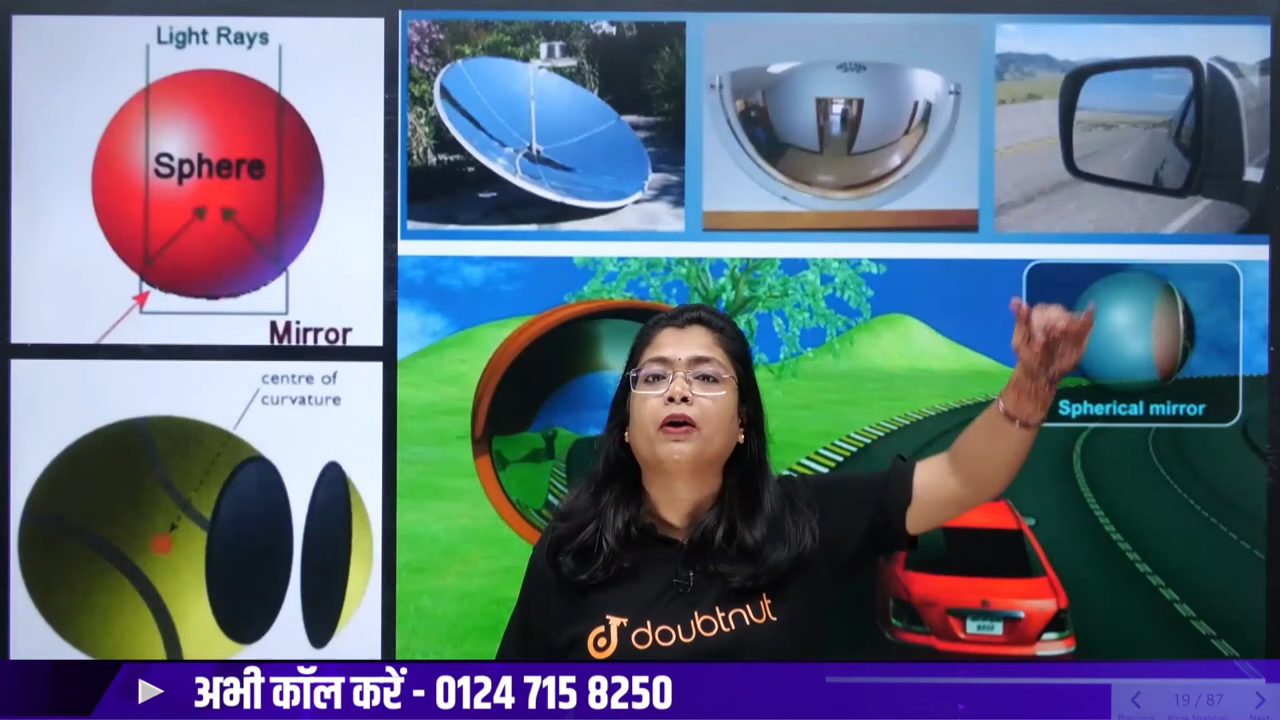 Light Rays
Sphere
Mirror
centre of
curvature
Spherical mirror
doubtnut
अभी कॉल करें - 0124 715 8250
19 / 87